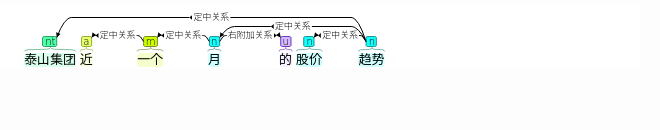 定中关系
定中关系
定中关系 定中关系 右附加关系 定中关系
nt a m n u n n
泰山集团 近 一个 月 的 股价 趋势